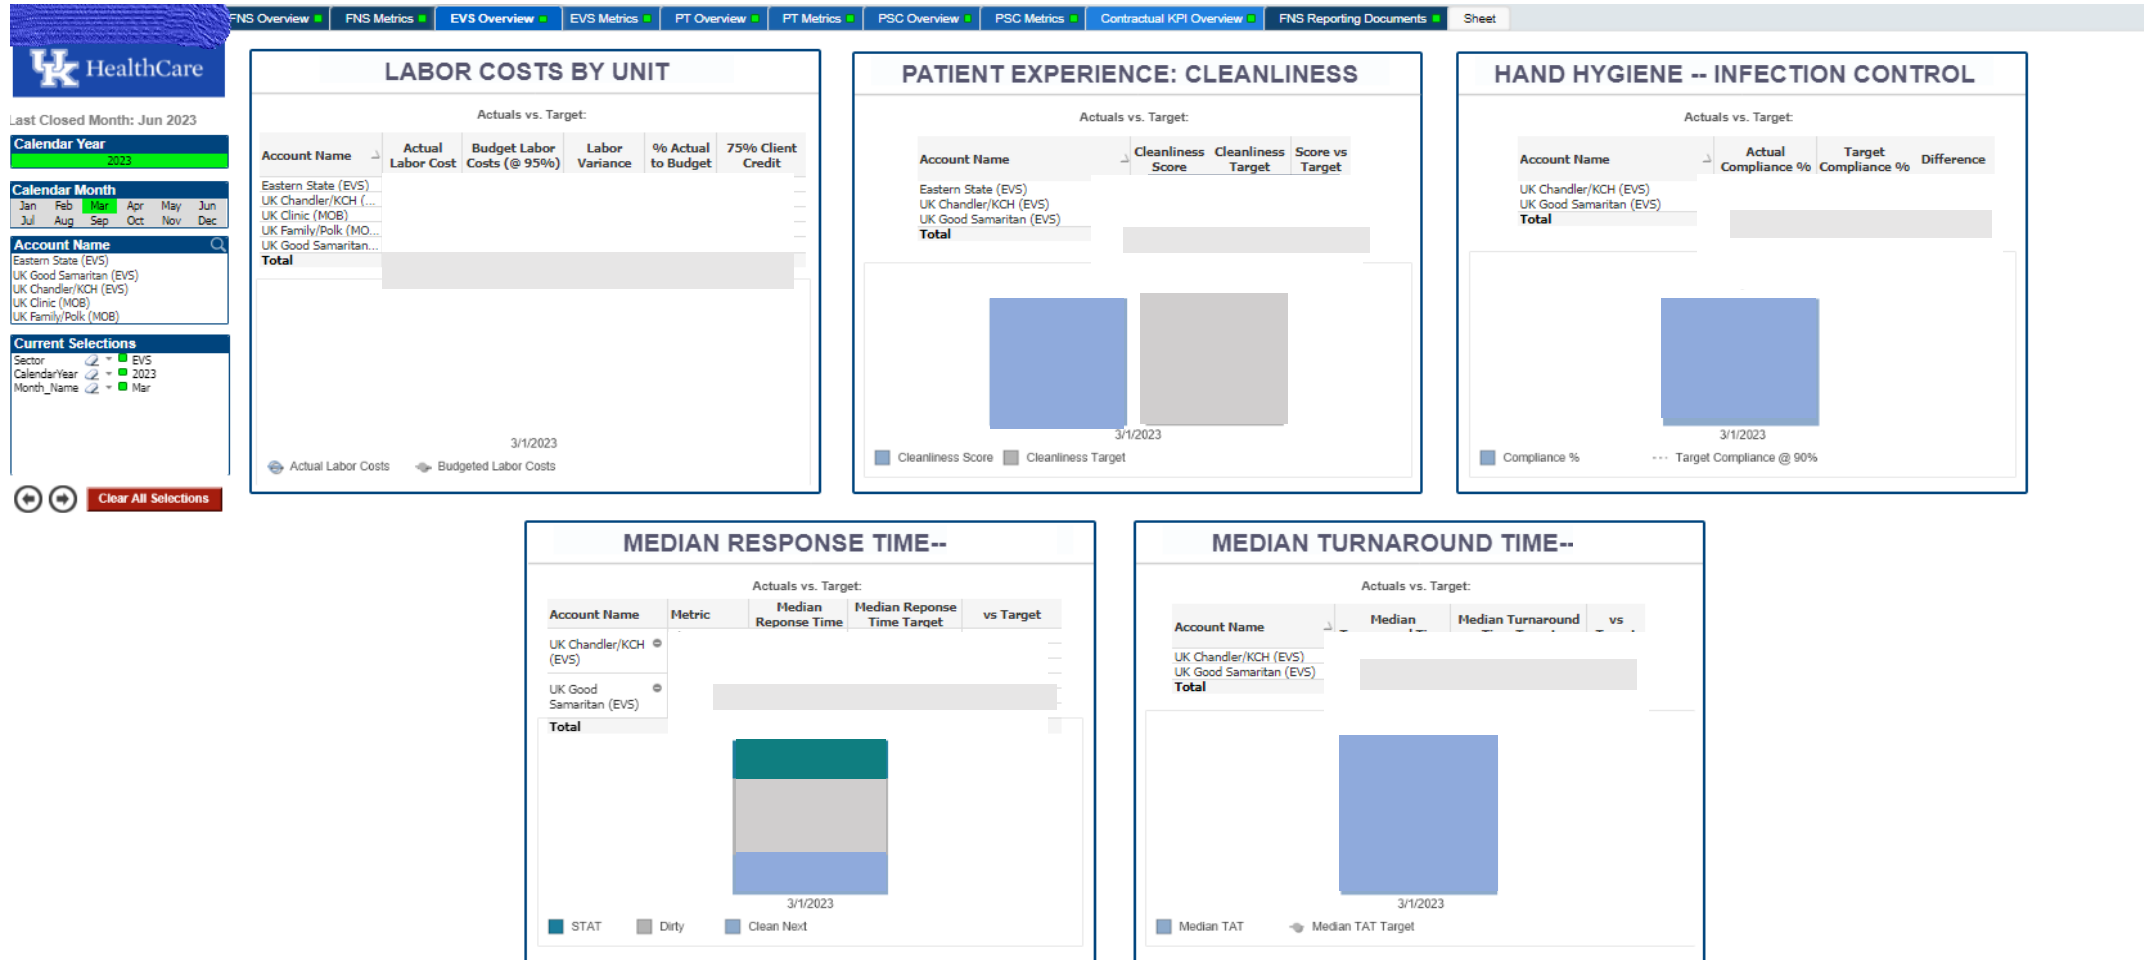 FNS Overview FNS Metrics EVS Overview EVS Metrics PT Overview PT Metrics PSC Overview PSC Metrics Contractual KPI Overview FNS Reporting Documents Sheet
UK HealthCare
Last Closed Month: Jun 2023
Calendar Year
2023
Calendar Month
Jan Feb Mar Apr May Jun
Jul Aug Sep Oct Nov Dec
Account Name
Eastern State (EVS)
UK Good Samaritan (EVS)
UK Chandler/KCH (EVS)
UK Clinic (MOB)
UK Family/Polk (MOB)
Current Selections
Sector EVS
CalendarYear 2023
Month_Name Mar
Clear All Selections
LABOR COSTS BY UNIT
Actuals vs. Target:
Account Name Actual Labor Cost Budget Labor Costs (@ 95%) Labor Variance % Actual to Budget 75% Client Credit
Eastern State (EVS)
UK Chandler/KCH (...
UK Clinic (MOB)
UK Family/Polk (MO...
UK Good Samaritan...
Total
3/1/2023
Actual Labor Costs Budgeted Labor Costs
PATIENT EXPERIENCE: CLEANLINESS
Actuals vs. Target:
Account Name Cleanliness Score Cleanliness Target Score vs Target
Eastern State (EVS)
UK Chandler/KCH (EVS)
UK Good Samaritan (EVS)
Total
3/1/2023
Cleanliness Score Cleanliness Target
HAND HYGIENE -- INFECTION CONTROL
Actuals vs. Target:
Account Name Actual Compliance % Target Compliance % Difference
UK Chandler/KCH (EVS)
UK Good Samaritan (EVS)
Total
3/1/2023
Compliance % Target Compliance @ 90%
MEDIAN RESPONSE TIME--
Actuals vs. Target:
Account Name Metric Median Reponse Time Median Reponse Time Target vs Target
UK Chandler/KCH
(EVS)
UK Good
Samaritan (EVS)
Total
3/1/2023
STAT Dirty Clean Next
MEDIAN TURNAROUND TIME--
Actuals vs. Target:
Account Name Median Median Turnaround vs
UK Chandler/KCH (EVS)
UK Good Samaritan (EVS)
Total
3/1/2023
Median TAT Median TAT Target